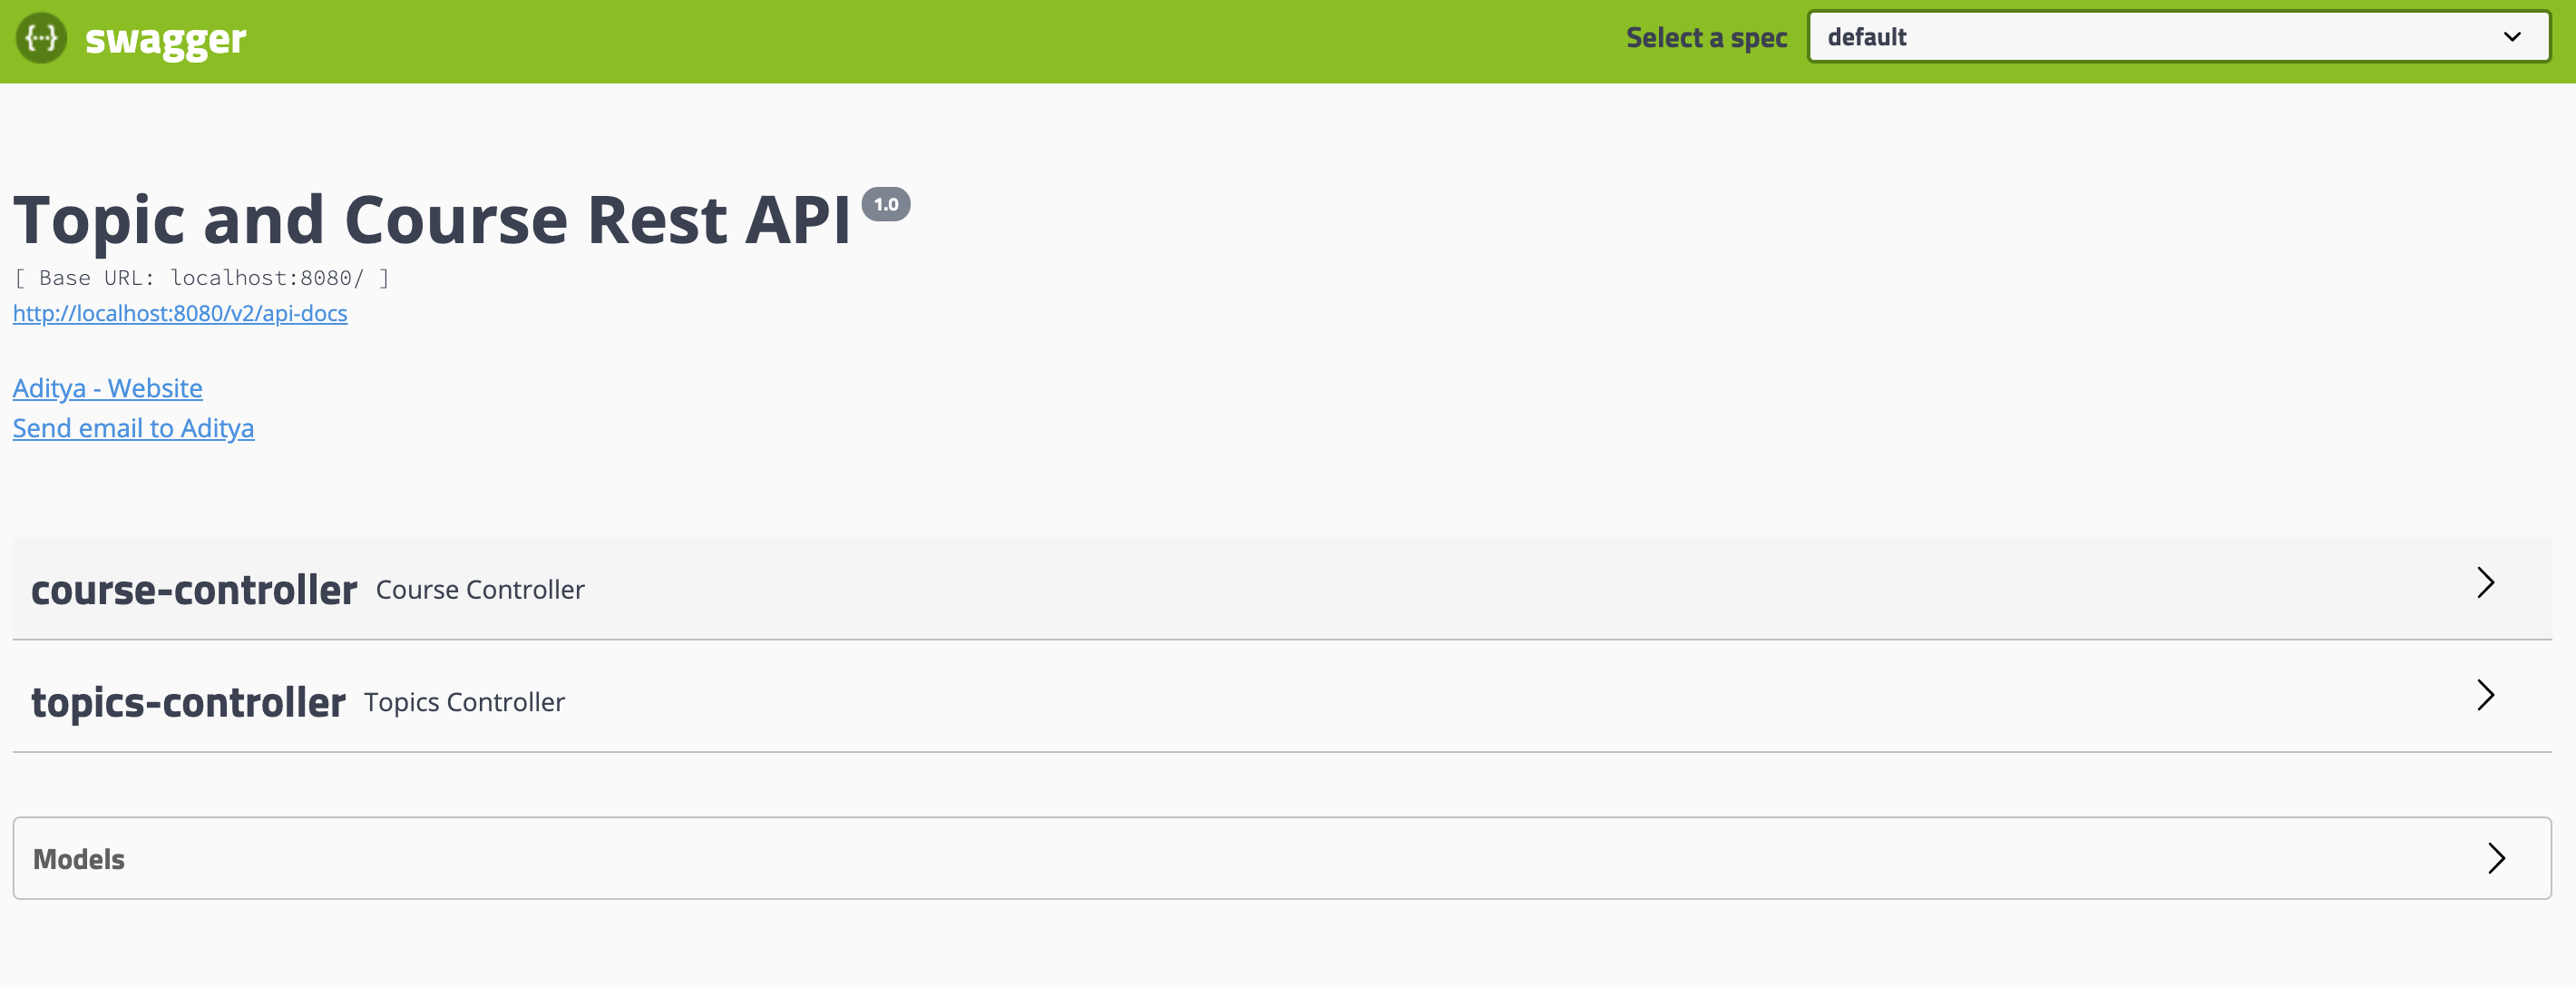 {···} swagger
Select a spec default
Topic and Course Rest API 1.0
[ Base URL: localhost:8080/ ]
http://localhost:8080/v2/api-docs
Aditya - Website
Send email to Aditya
course-controller Course Controller
topics-controller Topics Controller
Models